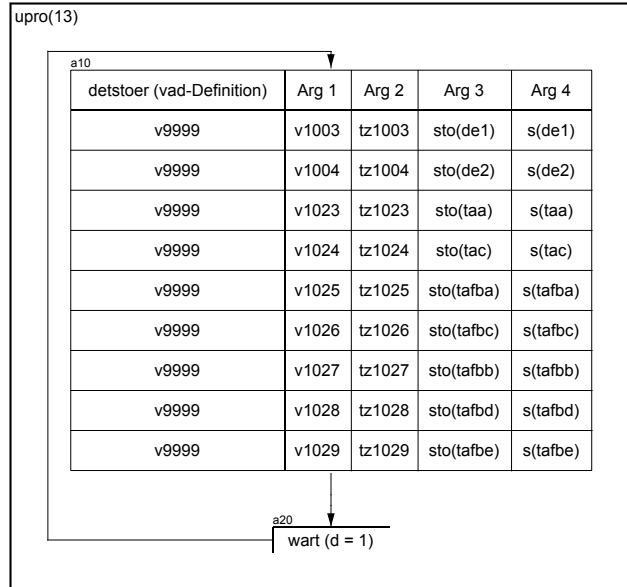 upro(13)
a10
detstoer (vad-Definition) Arg 1 Arg 2 Arg 3 Arg 4
v9999 v1003 tz1003 sto(de1) s(de1)
v9999 v1004 tz1004 sto(de2) s(de2)
v9999 v1023 tz1023 sto(taa) s(taa)
v9999 v1024 tz1024 sto(tac) s(tac)
v9999 v1025 tz1025 sto(tafba) s(tafba)
v9999 v1026 tz1026 sto(tafbc) s(tafbc)
v9999 v1027 tz1027 sto(tafbb) s(tafbb)
v9999 v1028 tz1028 sto(tafbd) s(tafbd)
v9999 v1029 tz1029 sto(tafbe) s(tafbe)
a20
wart (d = 1)